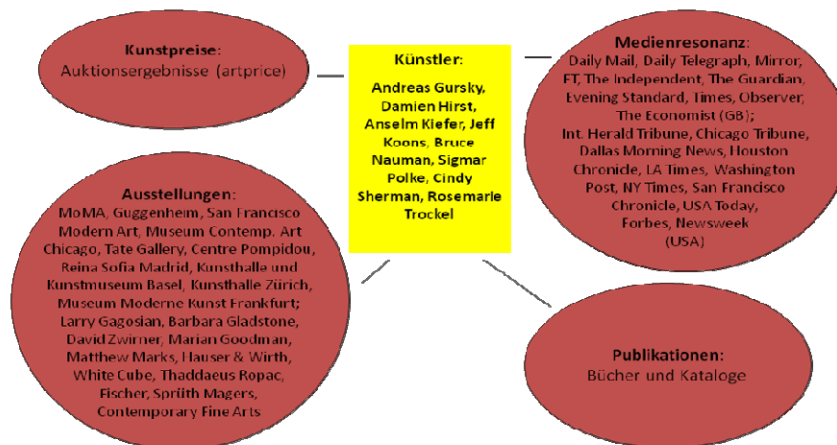 Kunstpreise:
Auktionsergebnisse (artprice)
Künstler:
Andreas Gursky,
Damien Hirst,
Anselm Kiefer, Jeff
Koons, Bruce
Nauman, Sigmar
Polke, Cindy
Sherman, Rosemarie
Trockel
Medienresonanz:
Daily Mail, Daily Telegraph, Mirror,
FT, The Independent, The Guardian,
Evening Standard, Times, Observer,
The Economist (GB);
Int. Herald Tribune, Chicago Tribune,
Dallas Morning News, Houston
Chronicle, LA Times, Washington
Post, NY Times, San Francisco
Chronicle, USA Today,
Forbes, Newsweek
(USA)
Ausstellungen:
MoMA, Guggenheim, San Francisco
Modern Art, Museum Contemp. Art
Chicago, Tate Gallery, Centre Pompidou,
Reina Sofia Madrid, Kunsthalle und
Kunstmuseum Basel, Kunsthalle Zürich,
Museum Moderne Kunst Frankfurt;
Larry Gagosian, Barbara Gladstone,
David Zwirner, Marian Goodman,
Matthew Marks, Hauser & Wirth,
White Cube, Thaddaeus Ropac,
Fischer, Sprüth Magers,
Contemporary Fine Arts
Publikationen:
Bücher und Kataloge